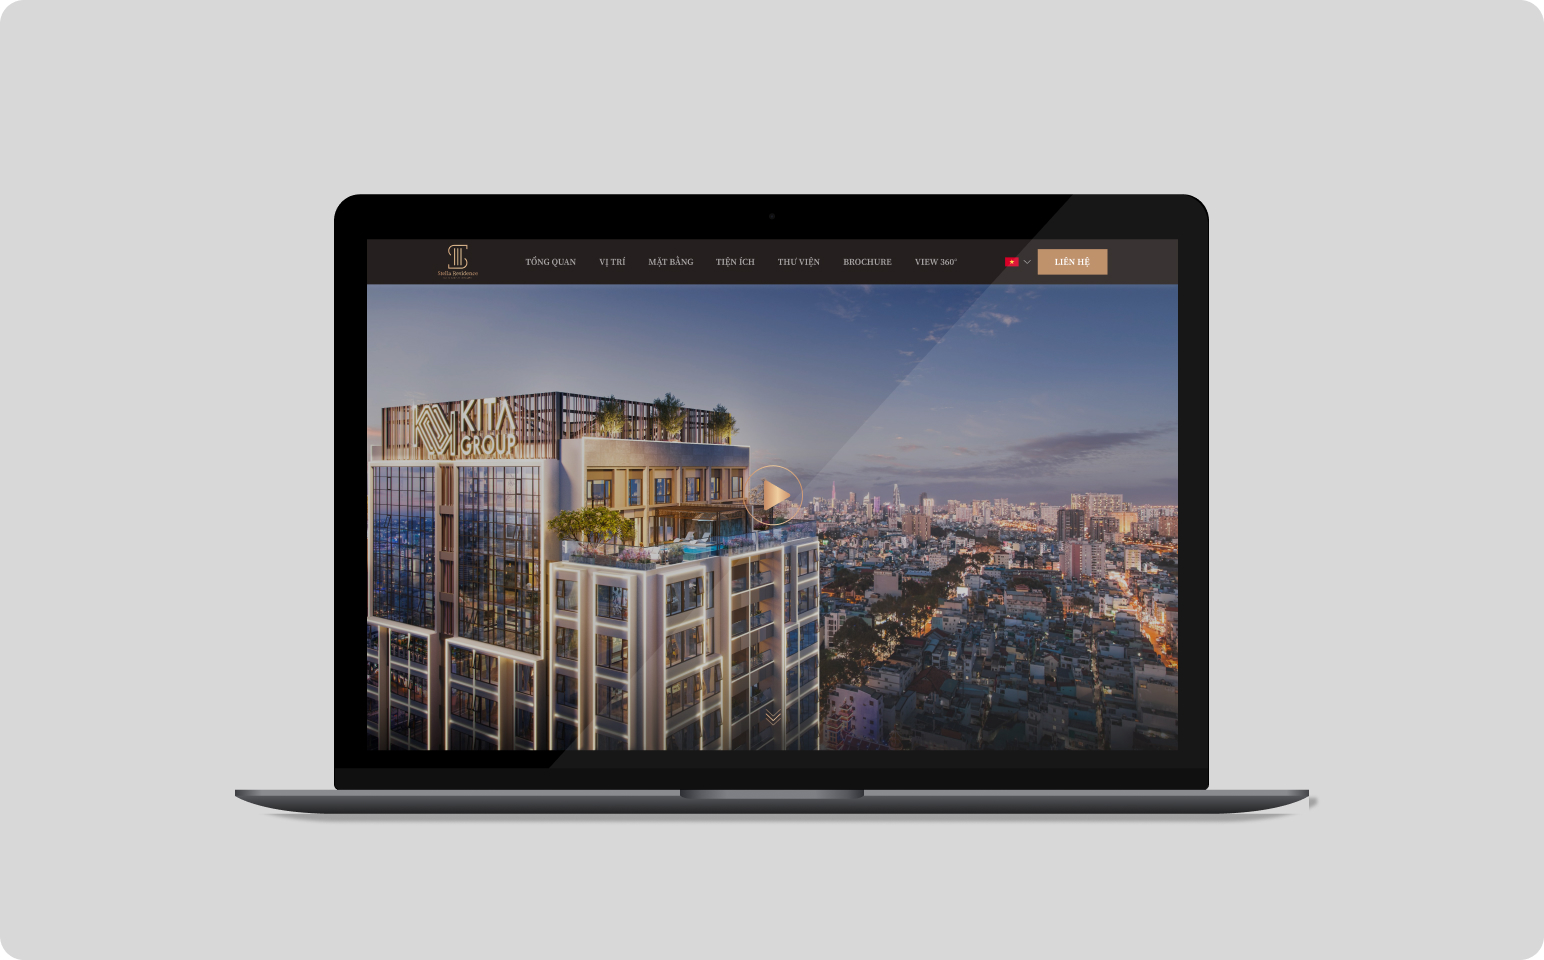 Stella Residence
TỔNG QUAN
VỊ TRÍ
MẶT BẰNG
TIỆN ÍCH
THƯ VIỆN
BROCHURE
VIEW 360°
LIÊN HỆ
KITA
GROUP